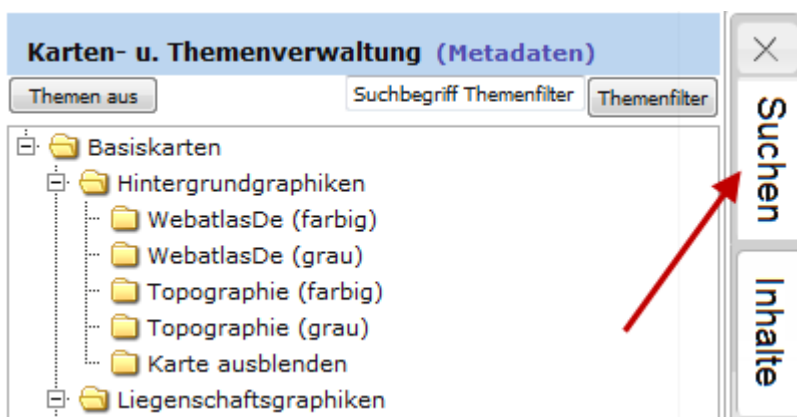 Karten- u. Themenverwaltung (Metadaten)
Themen aus
Suchbegriff Themenfilter
Themenfilter
Basiskarten
Hintergrundgraphiken
WebatlasDe (farbig)
WebatlasDe (grau)
Topographie (farbig)
Topographie (grau)
Karte ausblenden
Liegenschaftsgraphiken
Suchen
Inhalte